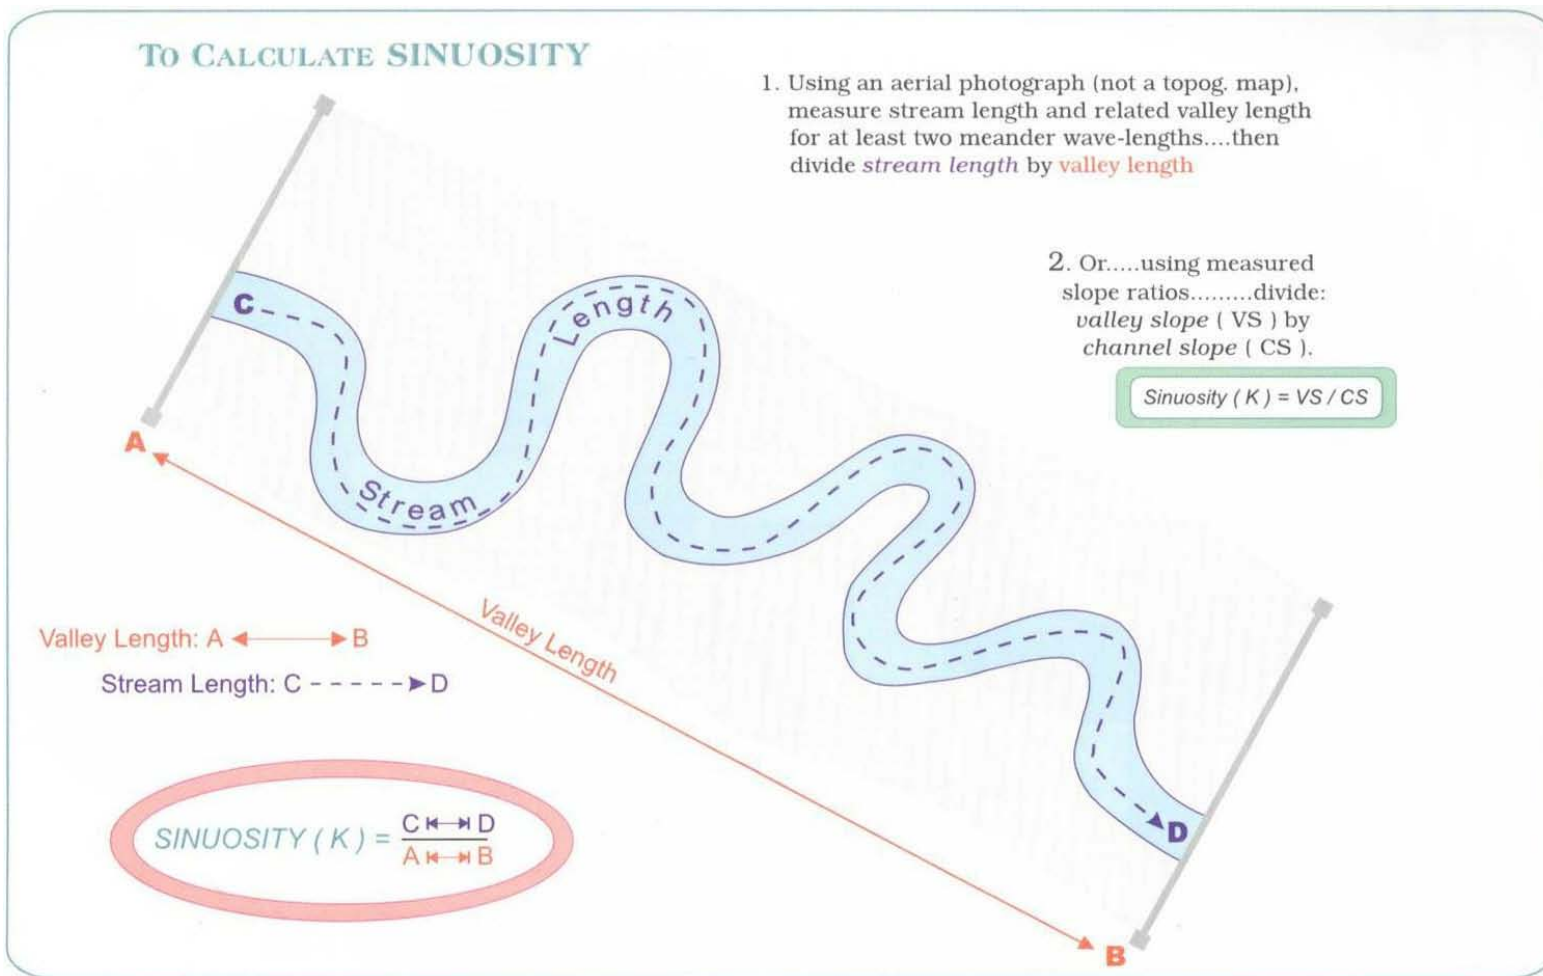 TO CALCULATE SINUOSITY
1. Using an aerial photograph (not a topog. map),
measure stream length and related valley length
for at least two meander wave-lengths....then
divide stream length by valley length
2. Or.....using measured
slope ratios.........divide:
valley slope ( VS ) by
channel slope ( CS ).
Sinuosity ( K ) = VS / CS
C
Length
Stream
A
Valley Length
Valley Length: A B
Stream Length: C D
D
SINUOSITY ( K ) = C D
A B
B